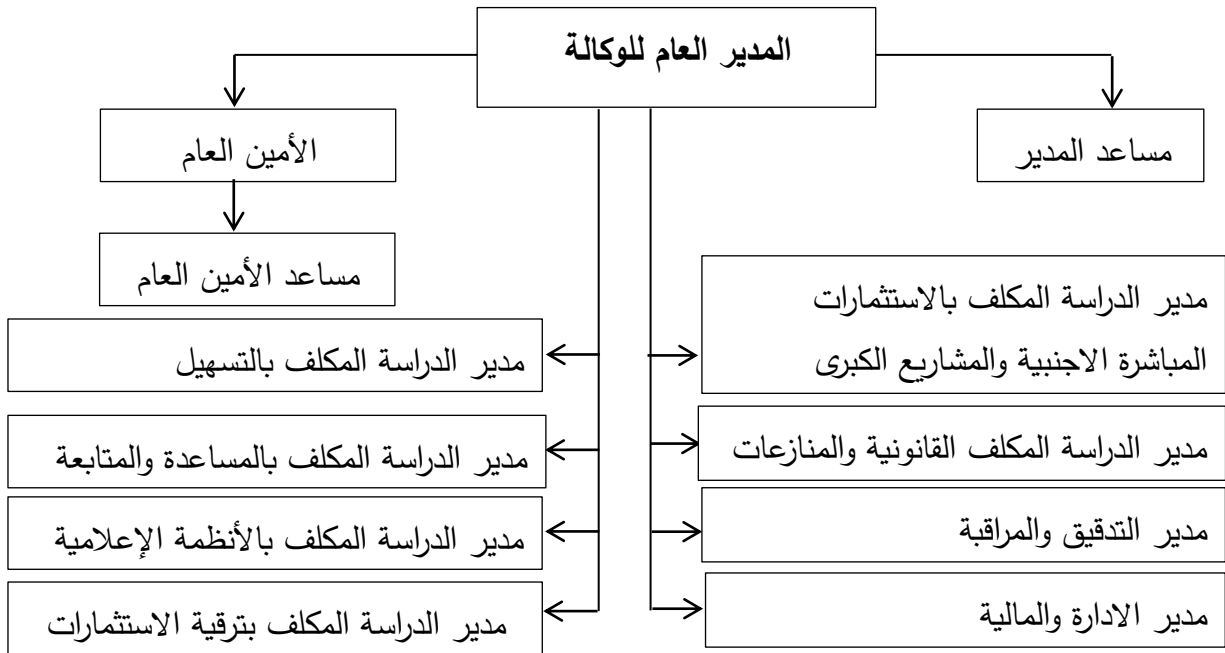 المدير العام للوكالة
مساعد المدير
الأمين العام
مساعد الأمين العام
مدير الدراسة المكلف بالاستثمارات
المباشرة الاجنبية والمشاريع الكبرى
مدير الدراسة المكلف بالتسهيل
مدير الدراسة المكلف القانونية والمنازعات
مدير الدراسة المكلف بالمساعدة والمتابعة
مدير التدقيق والمراقبة
مدير الدراسة المكلف بالأنظمة الإعلامية
مدير الادارة والمالية
مدير الدراسة المكلف بترقية الاستثمارات